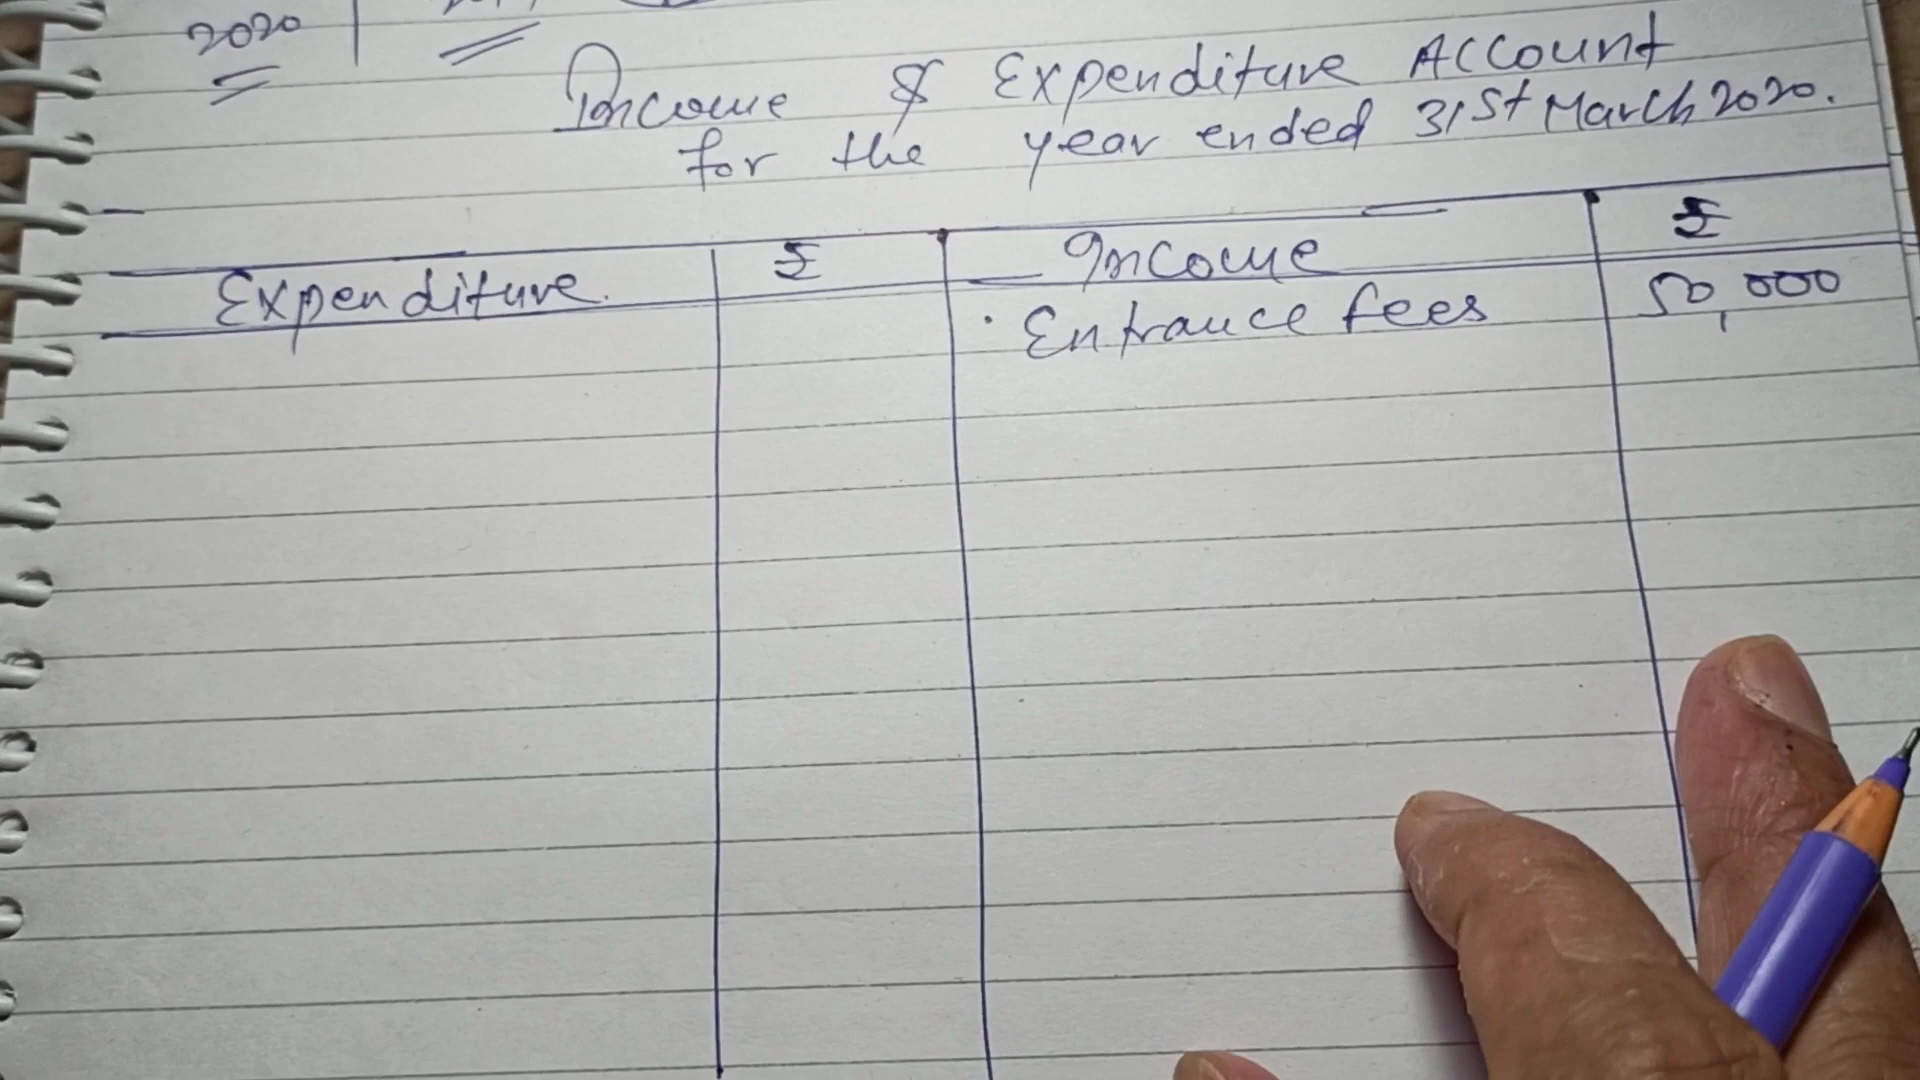 2020
Income & Expenditure Account
for the year ended 31st March 2020.
Expenditure. ₹ Income ₹
Entrance fees 50,000